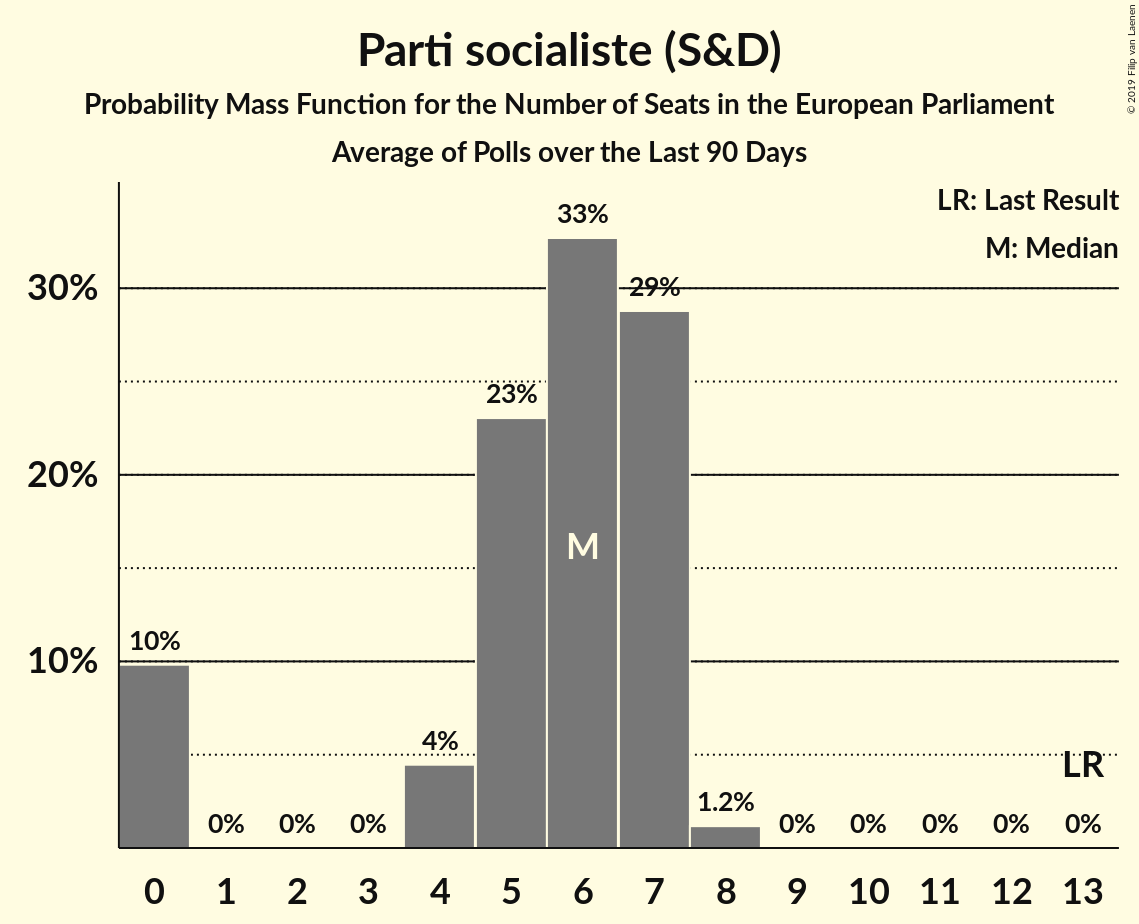 Parti socialiste (S&D)
Probability Mass Function for the Number of Seats in the European Parliament
Average of Polls over the Last 90 Days
© 2019 Filip van Laenen
LR: Last Result
M: Median
33%
30%
29%
23%
20%
M
10%
10%
4%
LR
1.2%
0% 0% 0% 0% 0% 0% 0% 0%
0 1 2 3 4 5 6 7 8 9 10 11 12 13